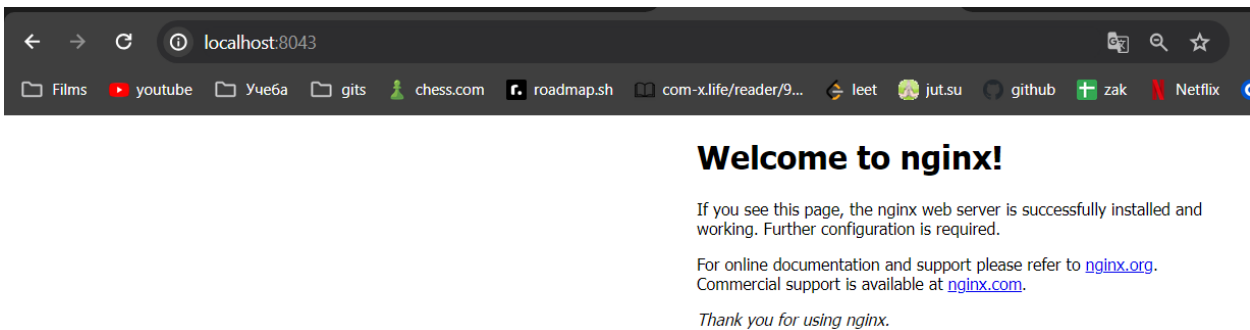 localhost:8043
Films youtube Учеба gits chess.com roadmap.sh com-x.life/reader/9... leet jut.su github zak Netflix
Welcome to nginx!
If you see this page, the nginx web server is successfully installed and
working. Further configuration is required.
For online documentation and support please refer to nginx.org.
Commercial support is available at nginx.com.
Thank you for using nginx.